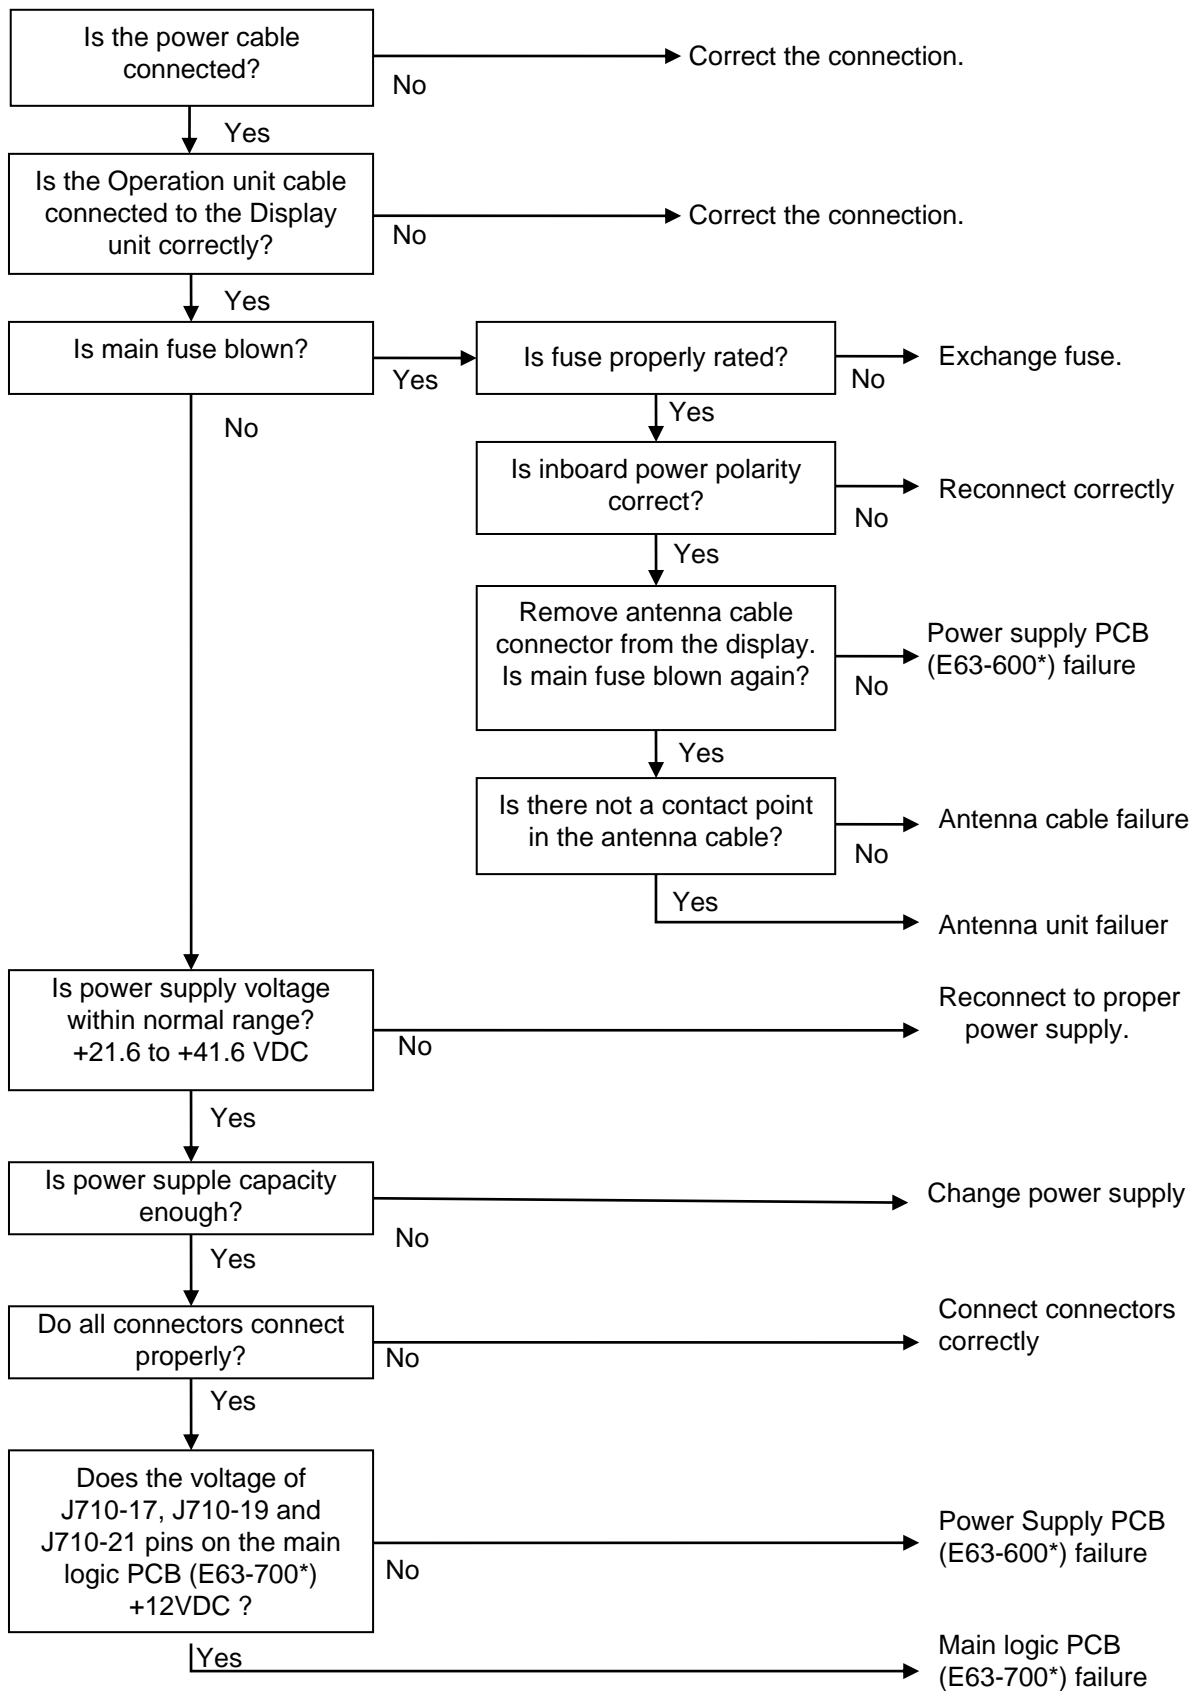 Is the power cable
connected?
No
Correct the connection.
Yes
Is the Operation unit cable
connected to the Display
unit correctly?
No
Correct the connection.
Yes
Is main fuse blown?
Yes
Is fuse properly rated?
No
Exchange fuse.
No
Yes
Is inboard power polarity
correct?
No
Reconnect correctly
Yes
Remove antenna cable
connector from the display.
Is main fuse blown again?
No
Power supply PCB
(E63-600*) failure
Yes
Is there not a contact point
in the antenna cable?
No
Antenna cable failure
Yes
Antenna unit failuer
Is power supply voltage
within normal range?
+21.6 to +41.6 VDC
No
Reconnect to proper
power supply.
Yes
Is power supple capacity
enough?
No
Change power supply
Yes
Do all connectors connect
properly?
No
Connect connectors
correctly
Yes
Does the voltage of
J710-17, J710-19 and
J710-21 pins on the main
logic PCB (E63-700*)
+12VDC ?
No
Power Supply PCB
(E63-600*) failure
Yes
Main logic PCB
(E63-700*) failure